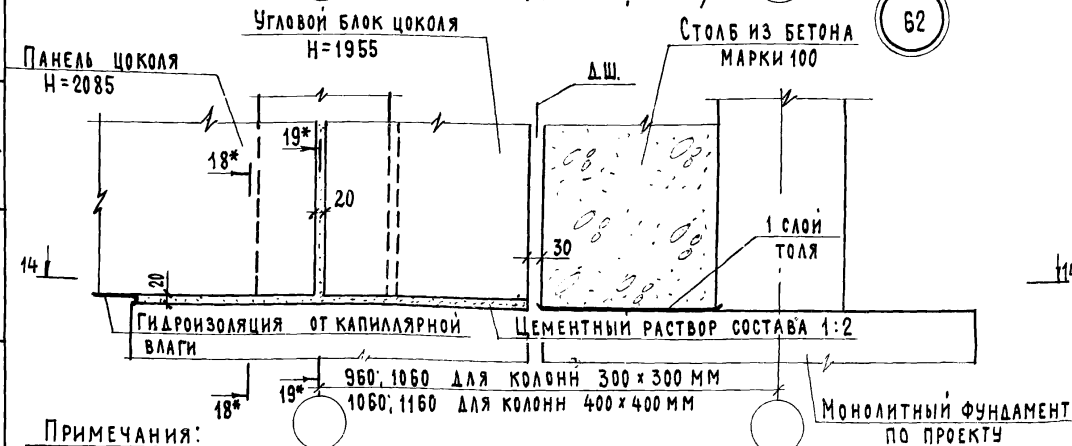 62
УГЛОВОЙ БЛОК ЦОКОЛЯ
Н=1955
СТОЛБ ИЗ БЕТОНА
МАРКИ 100
ПАНЕЛЬ ЦОКОЛЯ
Н=2085
Д.Ш.
19*
18*
20
30
1 СЛОЙ
ТОЛЯ
14
20
14
ГИДРОИЗОЛЯЦИЯ ОТ КАПИЛЛЯРНОЙ
ВЛАГИ
ЦЕМЕНТНЫЙ РАСТВОР СОСТАВА 1:2
960; 1060 ДЛЯ КОЛОНН 300 х 300 ММ
1060; 1160 ДЛЯ КОЛОНН 400 х 400 ММ
18*
19*
МОНОЛИТНЫЙ ФУНДАМЕНТ
ПО ПРОЕКТУ
ПРИМЕЧАНИЯ: